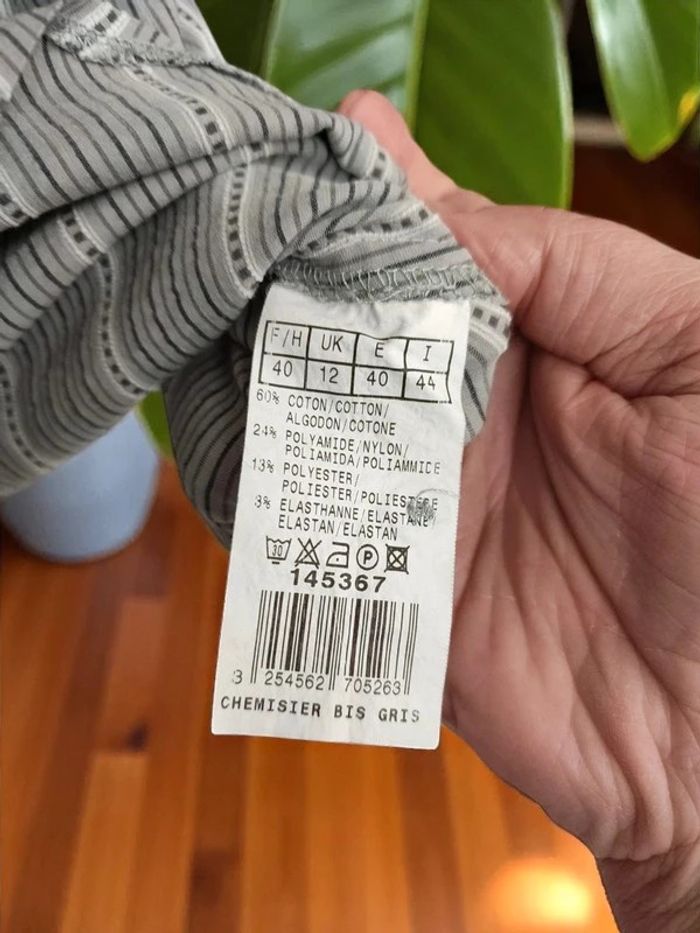 F/H UK E I
40 12 40 44
60% COTON/COTTON/
ALGODON/COTONE
24% POLYAMIDE/NYLON/
POLIAMIDA/POLIAMMIDE
13% POLYESTER/
POLIESTER/POLIESTERE
3% ELASTHANNE/ELASTANE
ELASTAN/ELASTAN
30 P
145367
3 254562 705263
CHEMISIER BIS GRIS